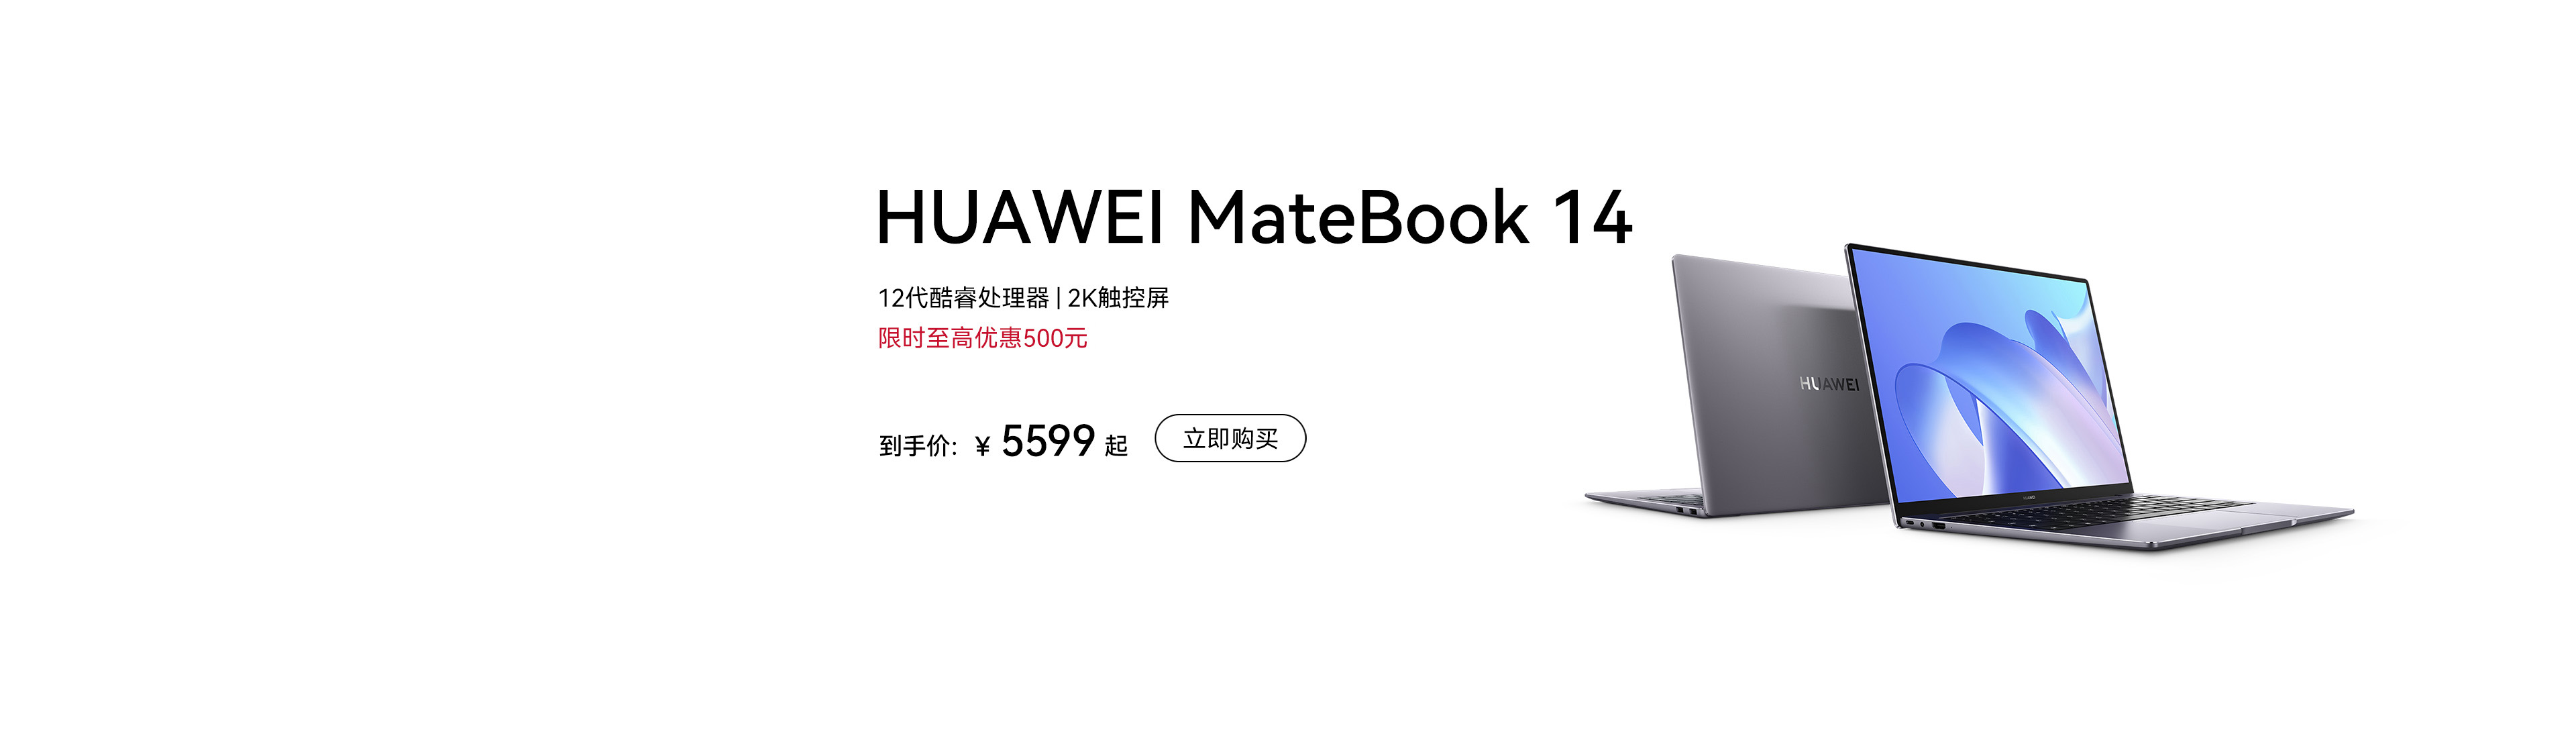 HUAWEI MateBook 14
12代酷睿处理器 | 2K触控屏
限时至高优惠500元
到手价: ¥ 5599 起
立即购买
HUAWEI
HUAWEI